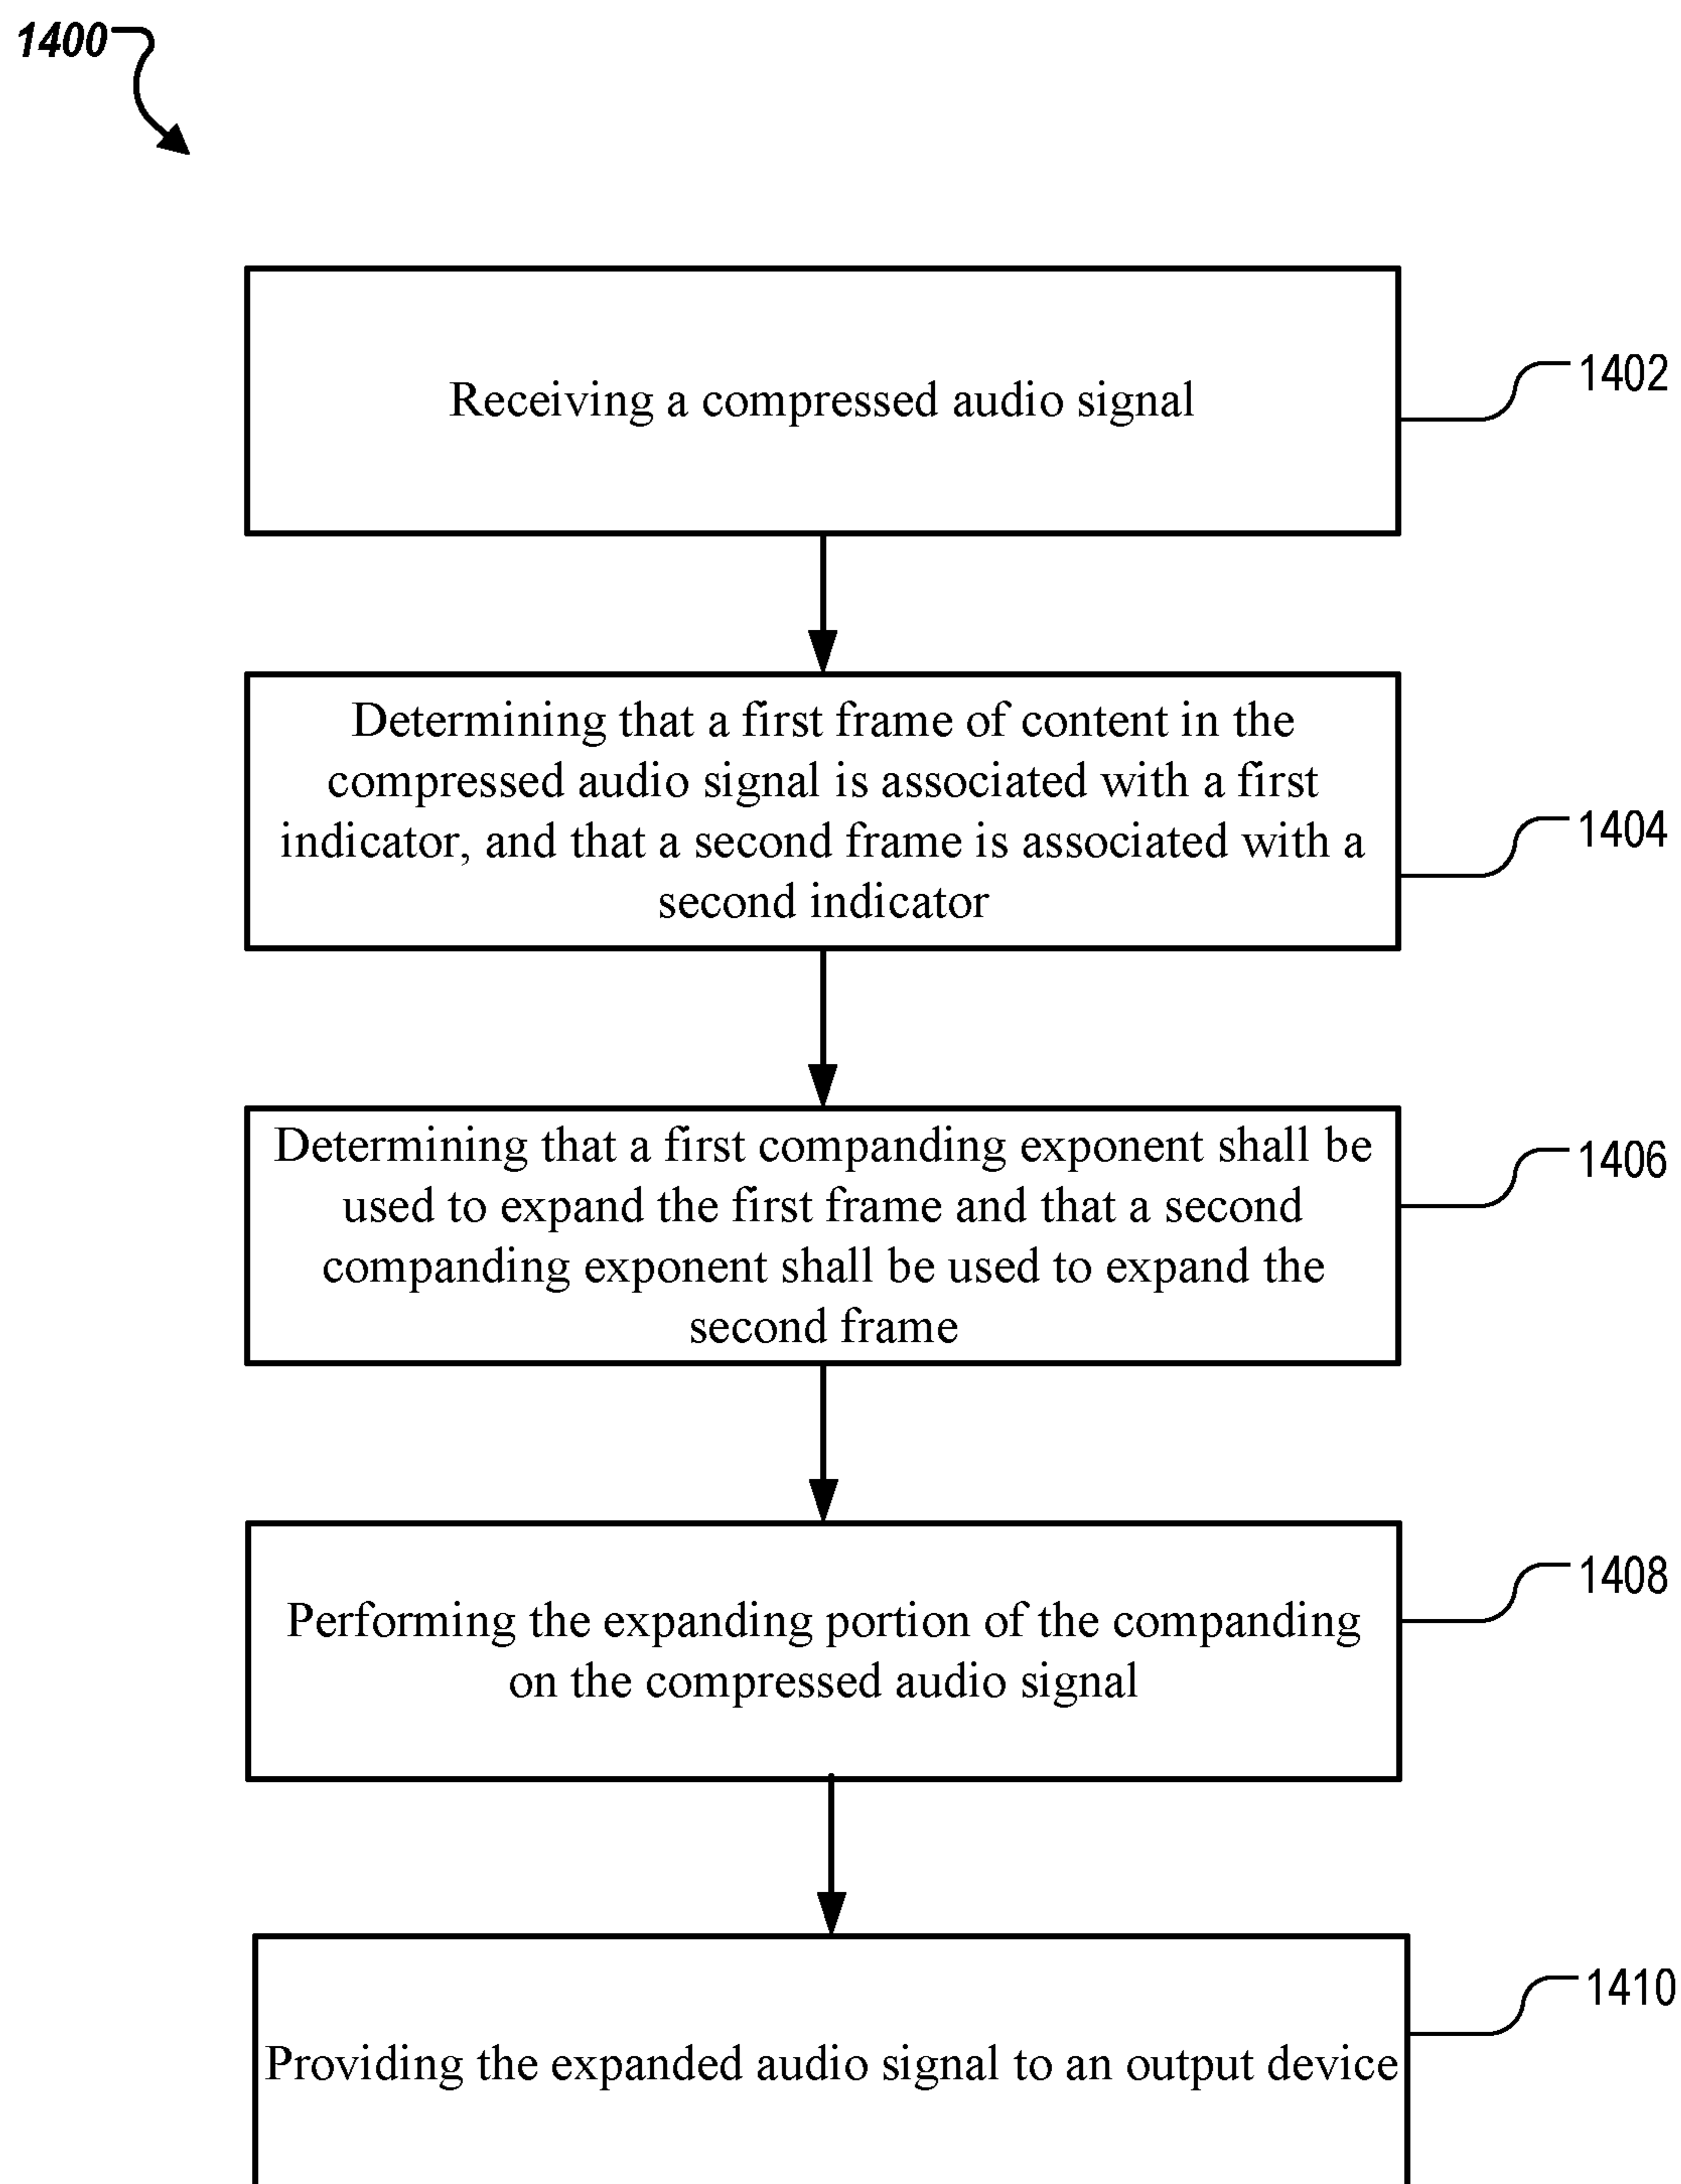 1400
Receiving a compressed audio signal
1402
Determining that a first frame of content in the
compressed audio signal is associated with a first
indicator, and that a second frame is associated with a
second indicator
1404
Determining that a first companding exponent shall be
used to expand the first frame and that a second
companding exponent shall be used to expand the
second frame
1406
Performing the expanding portion of the companding
on the compressed audio signal
1408
Providing the expanded audio signal to an output device
1410